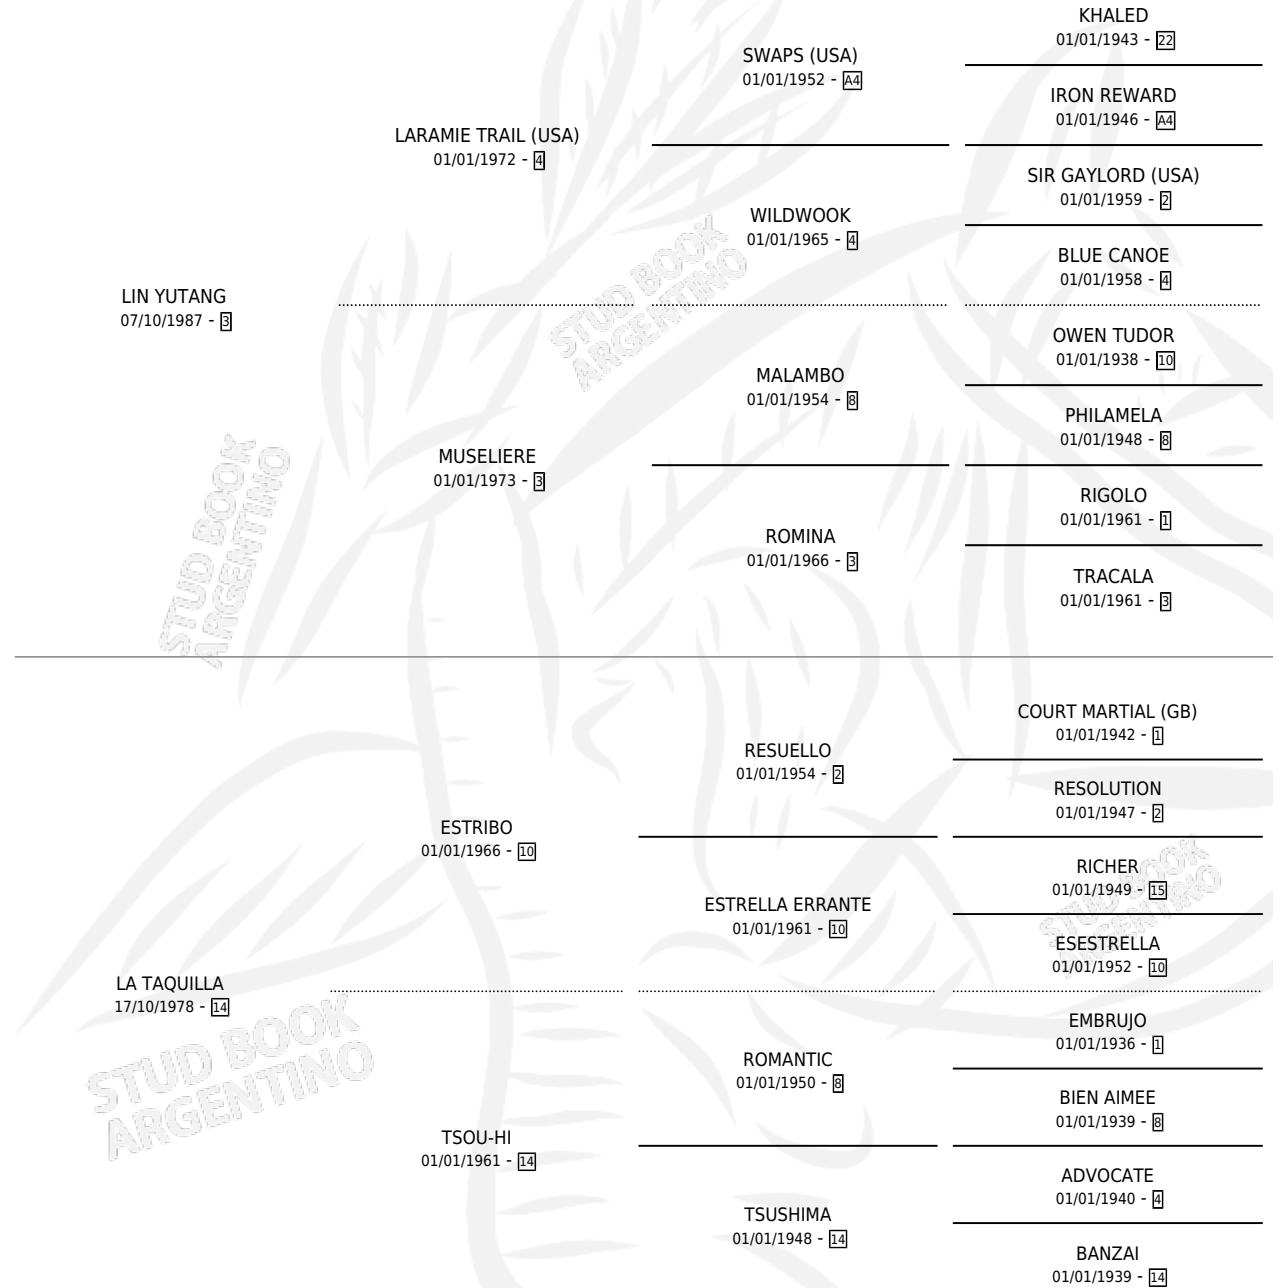 KHALED
01/01/1943 - 22
SWAPS (USA)
01/01/1952 - A4
IRON REWARD
01/01/1946 - A4
LARAMIE TRAIL (USA)
01/01/1972 - 4
SIR GAYLORD (USA)
01/01/1959 - 2
WILDWOOK
01/01/1965 - 4
BLUE CANOE
01/01/1958 - 4
LIN YUTANG
07/10/1987 - 3
OWEN TUDOR
01/01/1938 - 10
MALAMBO
01/01/1954 - 8
PHILAMELA
01/01/1948 - 8
MUSELIERE
01/01/1973 - 3
RIGOLO
01/01/1961 - 1
ROMINA
01/01/1966 - 3
TRACALA
01/01/1961 - 3
COURT MARTIAL (GB)
01/01/1942 - 1
RESUELLO
01/01/1954 - 2
RESOLUTION
01/01/1947 - 2
ESTRIBO
01/01/1966 - 10
RICHER
01/01/1949 - 15
ESTRELLA ERRANTE
01/01/1961 - 10
ESESTRELLA
01/01/1952 - 10
LA TAQUILLA
17/10/1978 - 14
EMBRUJO
01/01/1936 - 1
ROMANTIC
01/01/1950 - 8
BIEN AIMEE
01/01/1939 - 8
TSOU-HI
01/01/1961 - 14
ADVOCATE
01/01/1940 - 4
TSUSHIMA
01/01/1948 - 14
BANZAI
01/01/1939 - 14
STUD BOOK
ARGENTINO
STUD BOOK
ARGENTINO
STUD BOOK
ARGENTINO
STUD BOOK
ARGENTINO